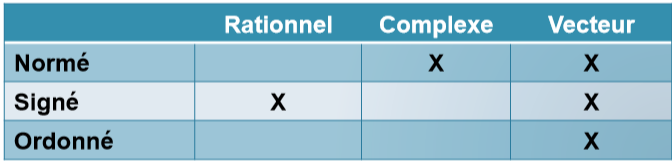 Rationnel Complexe Vecteur
Normé X X
Signé X X
Ordonné X